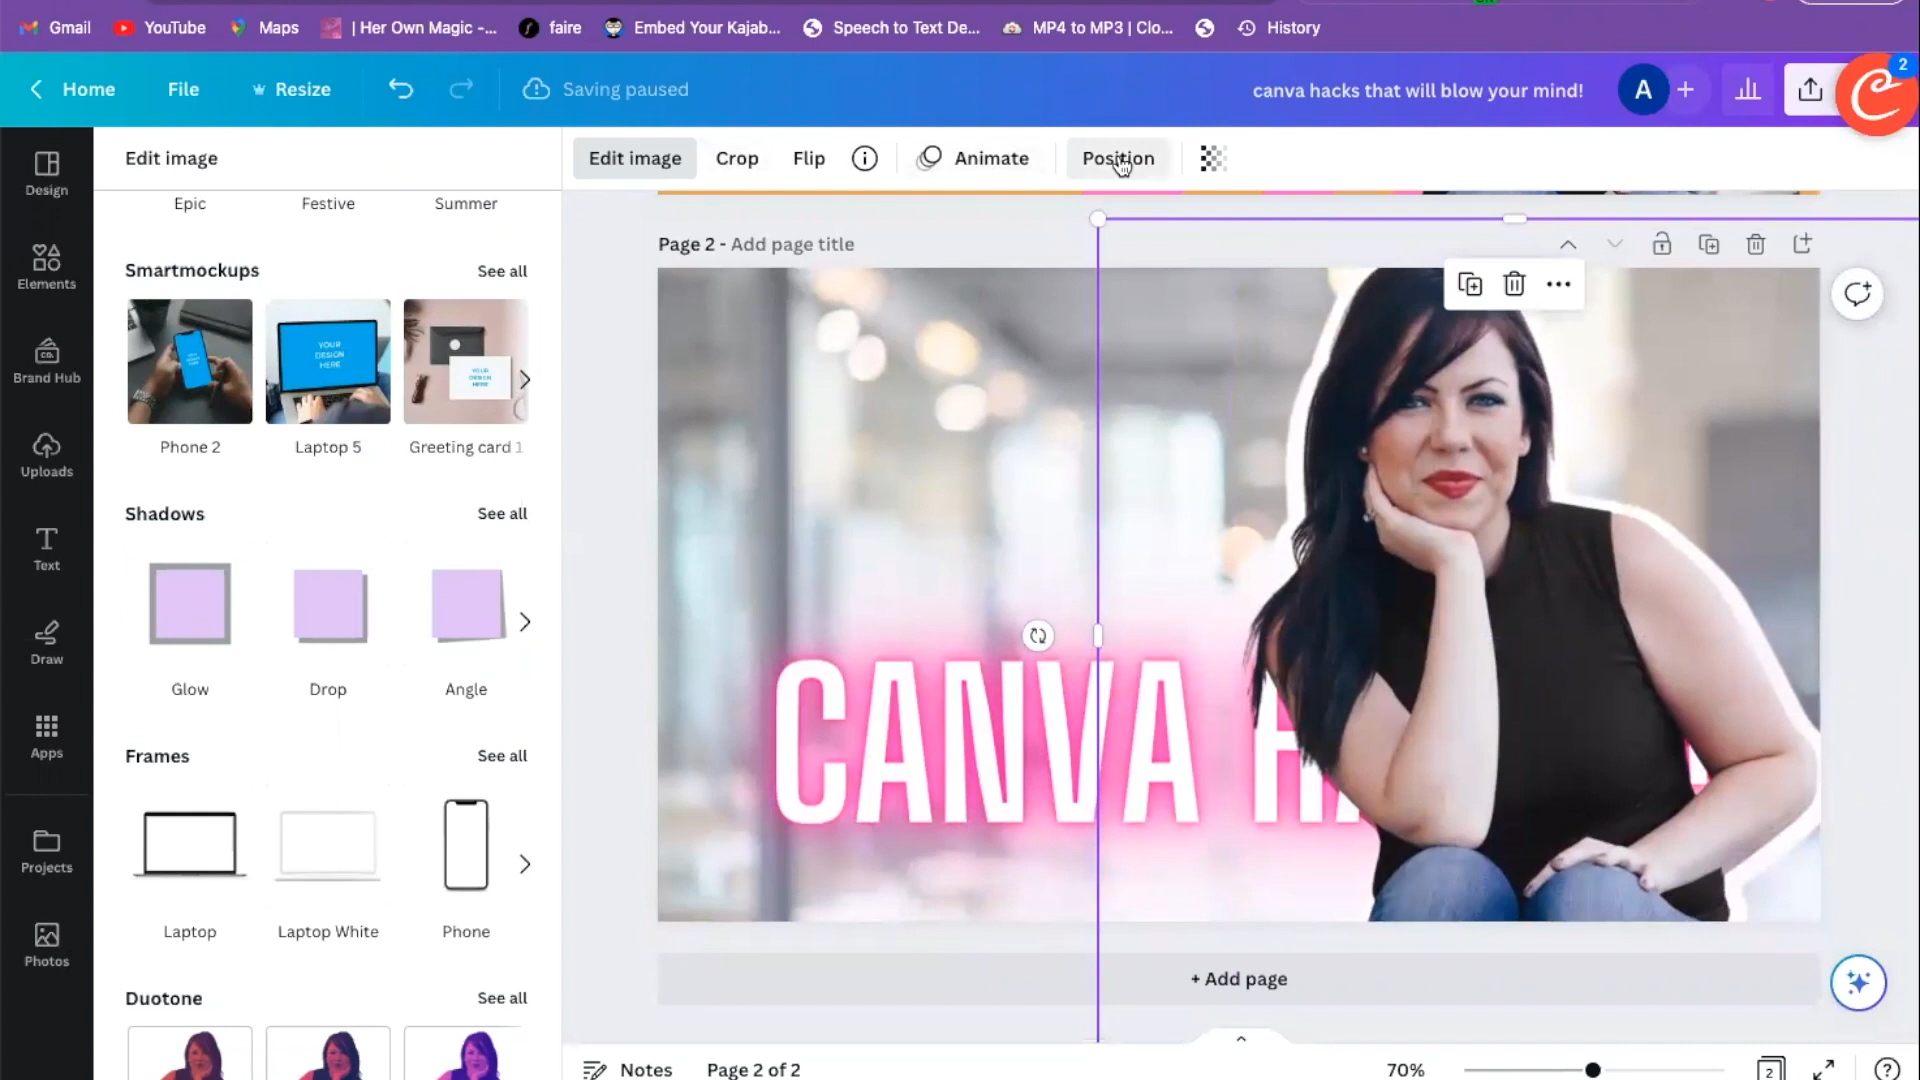 Gmail YouTube Maps | Her Own Magic -... faire Embed Your Kajab... Speech to Text De... MP4 to MP3 | Clo... History
Home File Resize Saving paused canva hacks that will blow your mind! A 2
Edit image
Edit image Crop Flip Animate Position
Design
Elements
Brand Hub
Uploads
Text
Draw
Apps
Projects
Photos
Epic Festive Summer
Smartmockups See all
YOUR DESIGN HERE
Phone 2 Laptop 5 Greeting card 1
Shadows See all
Glow Drop Angle
Frames See all
Laptop Laptop White Phone
Duotone See all
Page 2 - Add page title
CANVA HA
+ Add page
Notes Page 2 of 2 70% 2 ?